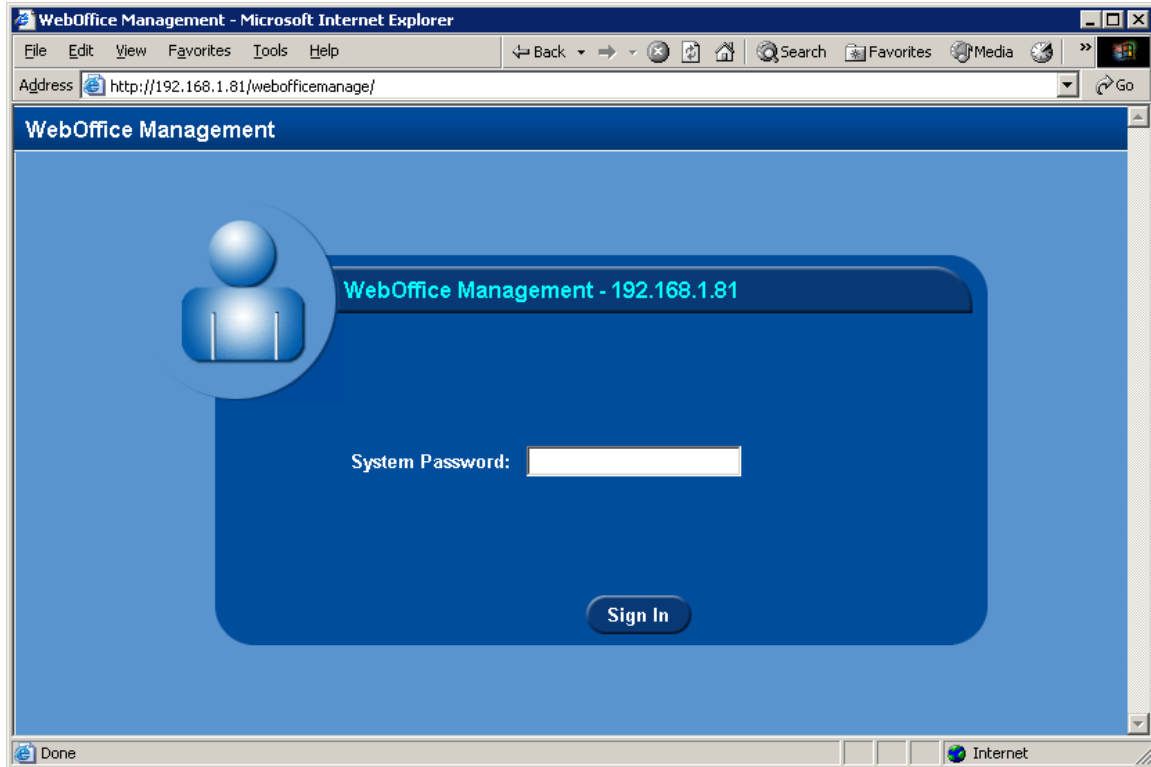 WebOffice Management - Microsoft Internet Explorer
File Edit View Favorites Tools Help Back Search Favorites Media »
Address http://192.168.1.81/webofficemanage/ Go
WebOffice Management
WebOffice Management - 192.168.1.81
System Password:
Sign In
Done Internet